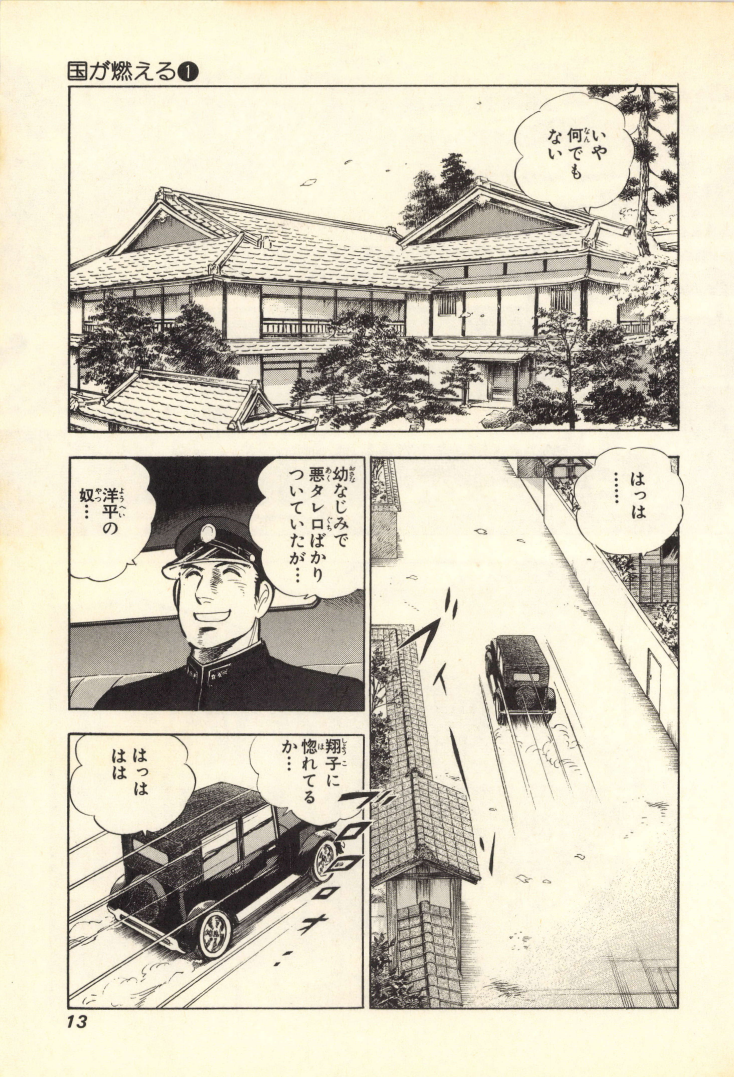 国が燃える❶
いや
何でも
ない
はっは
……
幼なじみで
悪タレ口ばかり
ついていたが…
洋平の
奴…
翔子に
惚れてる
か…
はっは
はは
ブロロロオ…
13